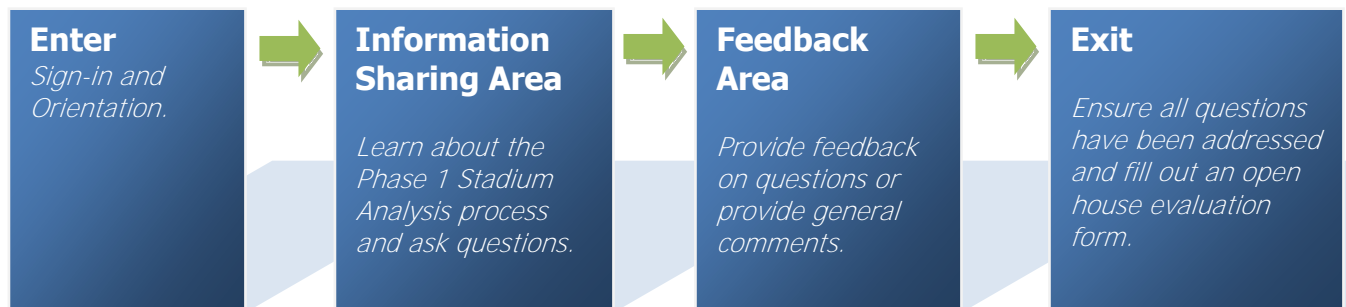 Enter
Sign-in and
Orientation.
Information
Sharing Area
Learn about the
Phase 1 Stadium
Analysis process
and ask questions.
Feedback
Area
Provide feedback
on questions or
provide general
comments.
Exit
Ensure all questions
have been addressed
and fill out an open
house evaluation
form.